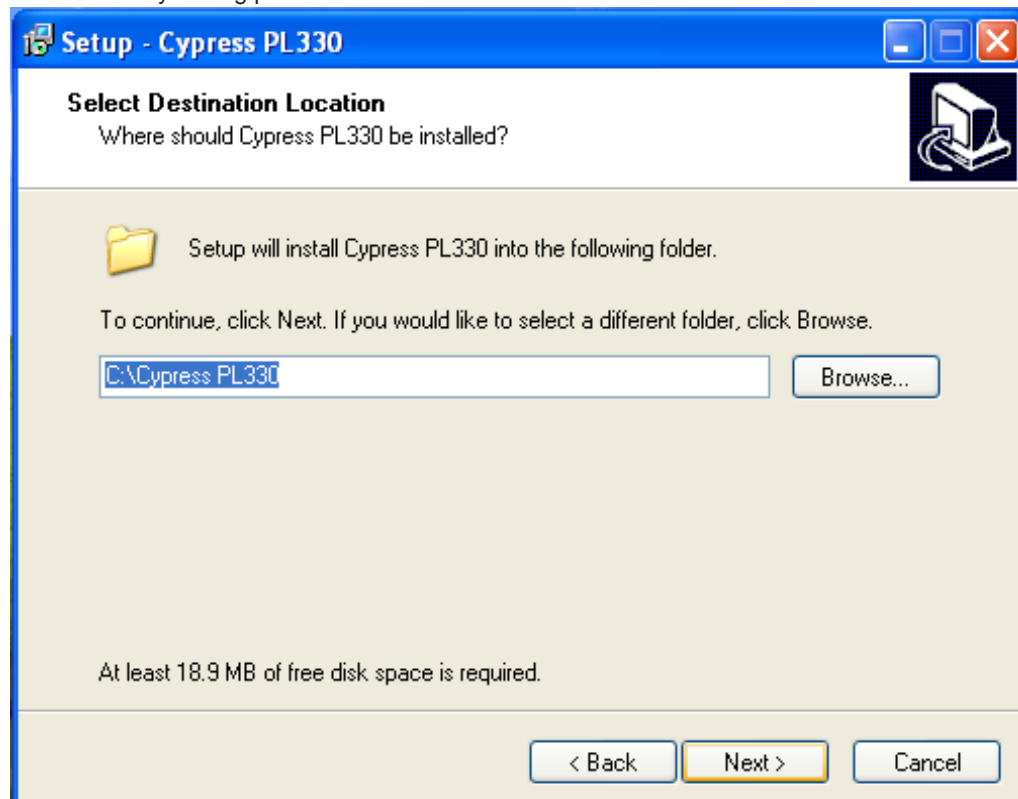 Setup - Cypress PL330
Select Destination Location
Where should Cypress PL330 be installed?
Setup will install Cypress PL330 into the following folder.
To continue, click Next. If you would like to select a different folder, click Browse.
C:\Cypress PL330
Browse...
At least 18.9 MB of free disk space is required.
< Back
Next >
Cancel